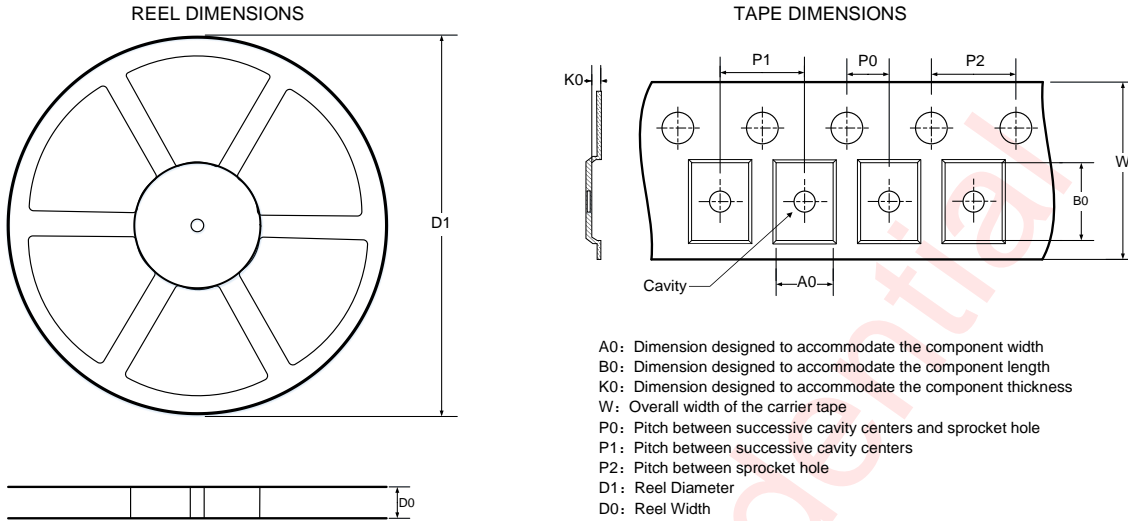 REEL DIMENSIONS
TAPE DIMENSIONS
D1
D0
K0
P1
P0
P2
W
B0
Cavity
A0
A0：Dimension designed to accommodate the component width
B0：Dimension designed to accommodate the component length
K0：Dimension designed to accommodate the component thickness
W：Overall width of the carrier tape
P0：Pitch between successive cavity centers and sprocket hole
P1：Pitch between successive cavity centers
P2：Pitch between sprocket hole
D1：Reel Diameter
D0：Reel Width
dential